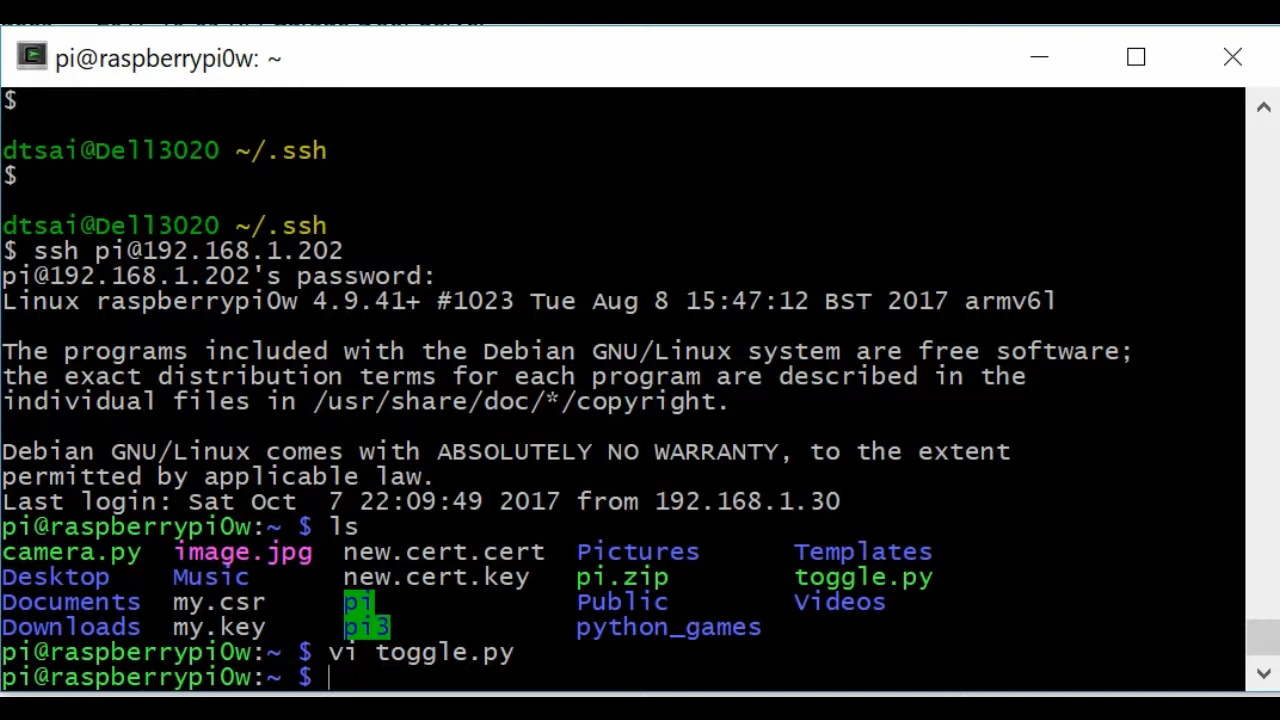 pi@raspberrypi0w: ~
$
dtsai@Dell3020 ~/.ssh
$
dtsai@Dell3020 ~/.ssh
$ ssh pi@192.168.1.202
pi@192.168.1.202's password:
Linux raspberrypi0w 4.9.41+ #1023 Tue Aug 8 15:47:12 BST 2017 armv6l
The programs included with the Debian GNU/Linux system are free software;
the exact distribution terms for each program are described in the
individual files in /usr/share/doc/*/copyright.
Debian GNU/Linux comes with ABSOLUTELY NO WARRANTY, to the extent
permitted by applicable law.
Last login: Sat Oct  7 22:09:49 2017 from 192.168.1.30
pi@raspberrypi0w:~ $ ls
camera.py  image.jpg  new.cert.cert  Pictures      Templates
Desktop    Music      new.cert.key   pi.zip        toggle.py
Documents  my.csr     pi             Public        Videos
Downloads  my.key     pi3            python_games
pi@raspberrypi0w:~ $ vi toggle.py
pi@raspberrypi0w:~ $